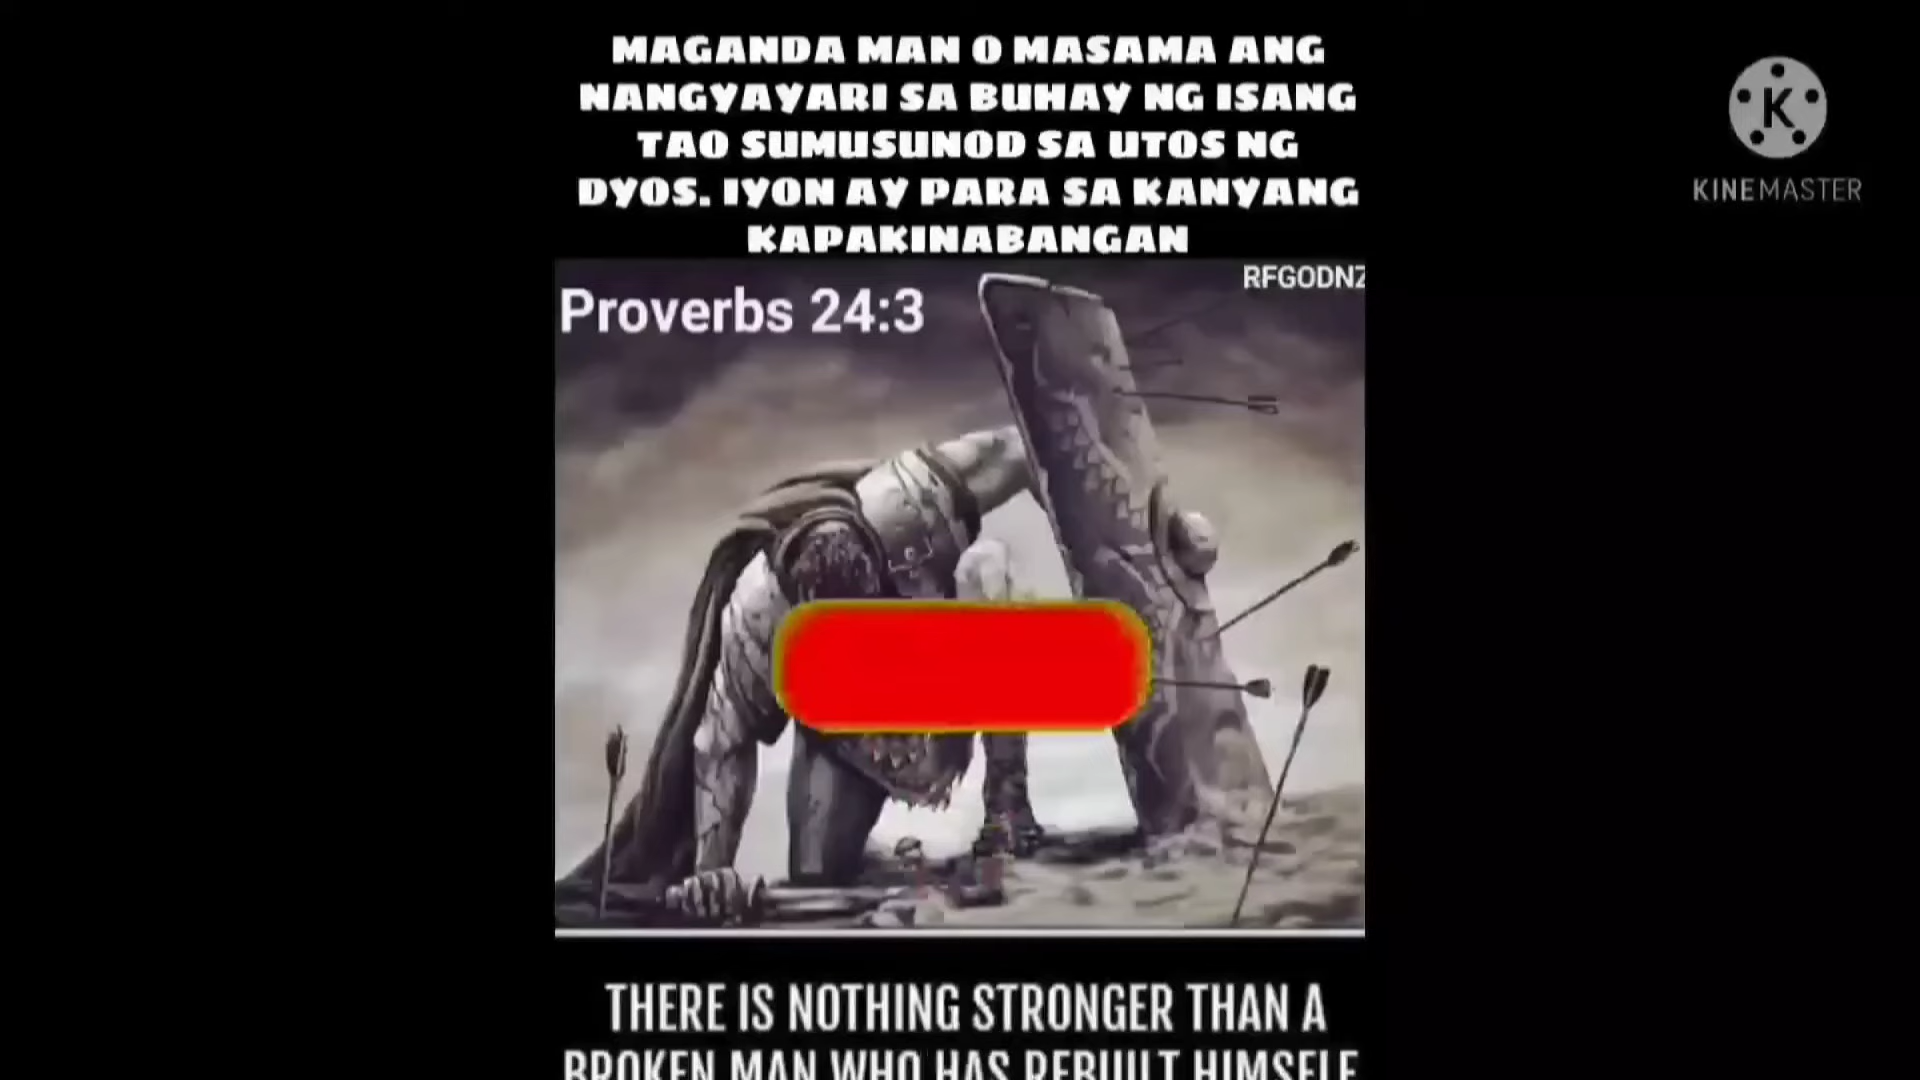 MAGANDA MAN O MASAMA ANG
NANGYAYARI SA BUHAY NG ISANG
TAO SUMUSUNOD SA UTOS NG
DYOS. IYON AY PARA SA KANYANG
KAPAKINABANGAN
K
KINEMASTER
RFGODNZ
Proverbs 24:3
THERE IS NOTHING STRONGER THAN A
BROKEN MAN WHO HAS REBUILT HIMSELF